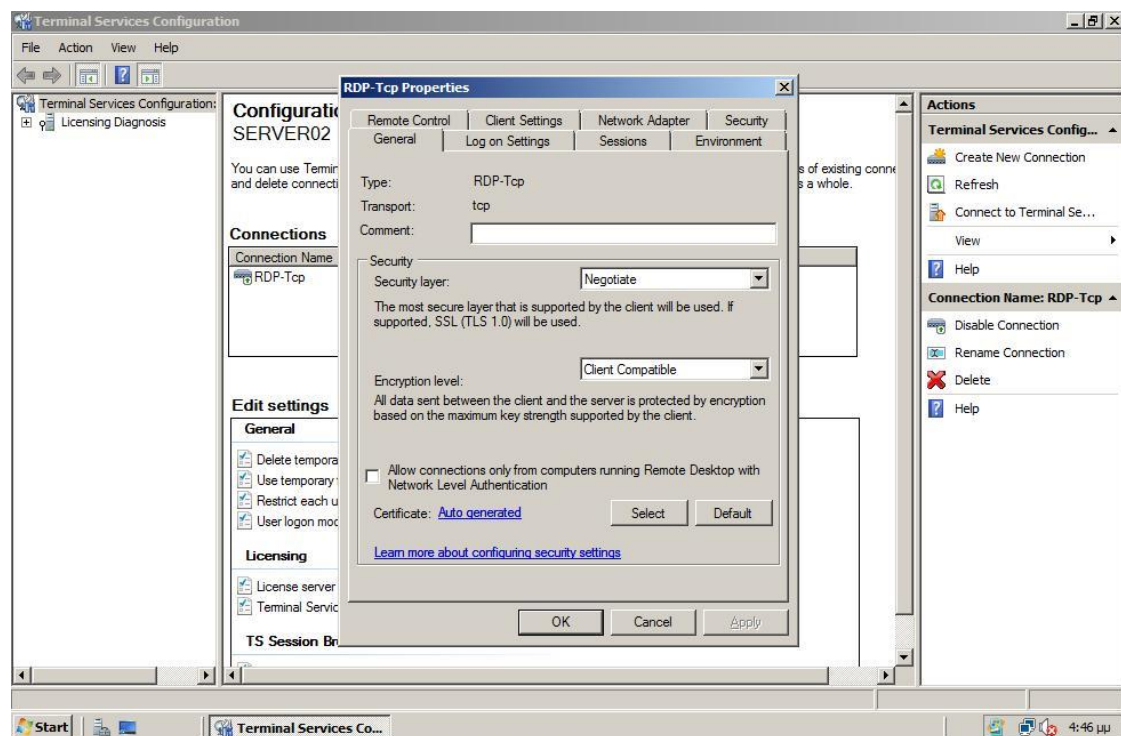 Terminal Services Configuration
File Action View Help
Terminal Services Configuration:
Licensing Diagnosis
SERVER02
You can use
and delete
Connections
Connection Name
RDP-Tcp
Edit settings
General
Delete
Use temporary
Restrict each
User logon
Licensing
License server
Terminal
TS Session
s of existing
s a whole.
RDP-Tcp Properties
Remote Control Client Settings Network Adapter Security
General Log on Settings Sessions Environment
Type: RDP-Tcp
Transport: tcp
Comment:
Security
Security layer: Negotiate
The most secure layer that is supported by the client will be used. If
supported, SSL (TLS 1.0) will be used.
Client Compatible
Encryption level:
All data sent between the client and the server is protected by encryption
based on the maximum key strength supported by the client.
Allow connections only from computers running Remote Desktop with
Network Level Authentication
Certificate: Auto generated Select Default
Learn more about configuring security settings
OK Cancel Apply
Actions
Terminal Services Config...
Create New Connection
Refresh
Connect to Terminal Se...
View
Help
Connection Name: RDP-Tcp
Disable Connection
Rename Connection
Delete
Help
Start Terminal Services Co... 4:46 μμ